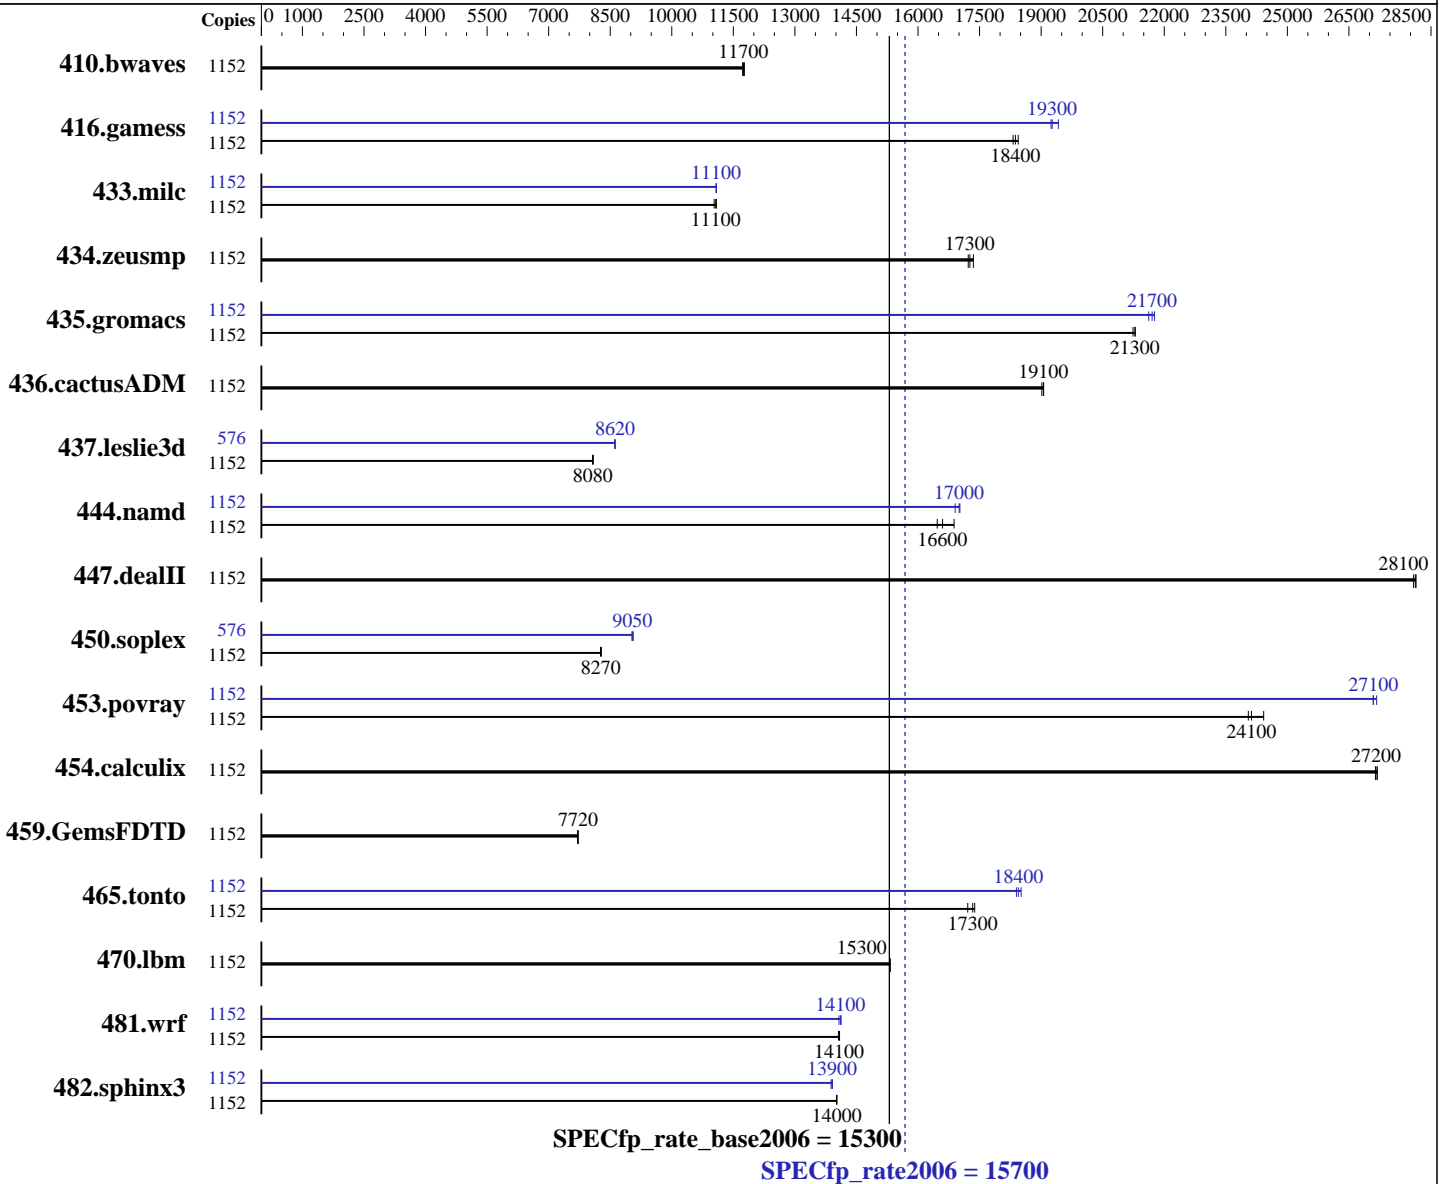 Copies 0 1000 2500 4000 5500 7000 8500 10000 11500 13000 14500 16000 17500 19000 20500 22000 23500 25000 26500 28500
410.bwaves 1152 11700
416.gamess 1152 19300
1152 18400
433.milc 1152 11100
1152 11100
434.zeusmp 1152 17300
435.gromacs 1152 21700
1152 21300
436.cactusADM 1152 19100
437.leslie3d 576 8620
1152 8080
444.namd 1152 17000
1152 16600
447.dealII 1152 28100
450.soplex 576 9050
1152 8270
453.povray 1152 27100
1152 24100
454.calculix 1152 27200
459.GemsFDTD 1152 7720
465.tonto 1152 18400
1152 17300
470.lbm 1152 15300
481.wrf 1152 14100
1152 14100
482.sphinx3 1152 13900
1152 14000
SPECfp_rate_base2006 = 15300
SPECfp_rate2006 = 15700